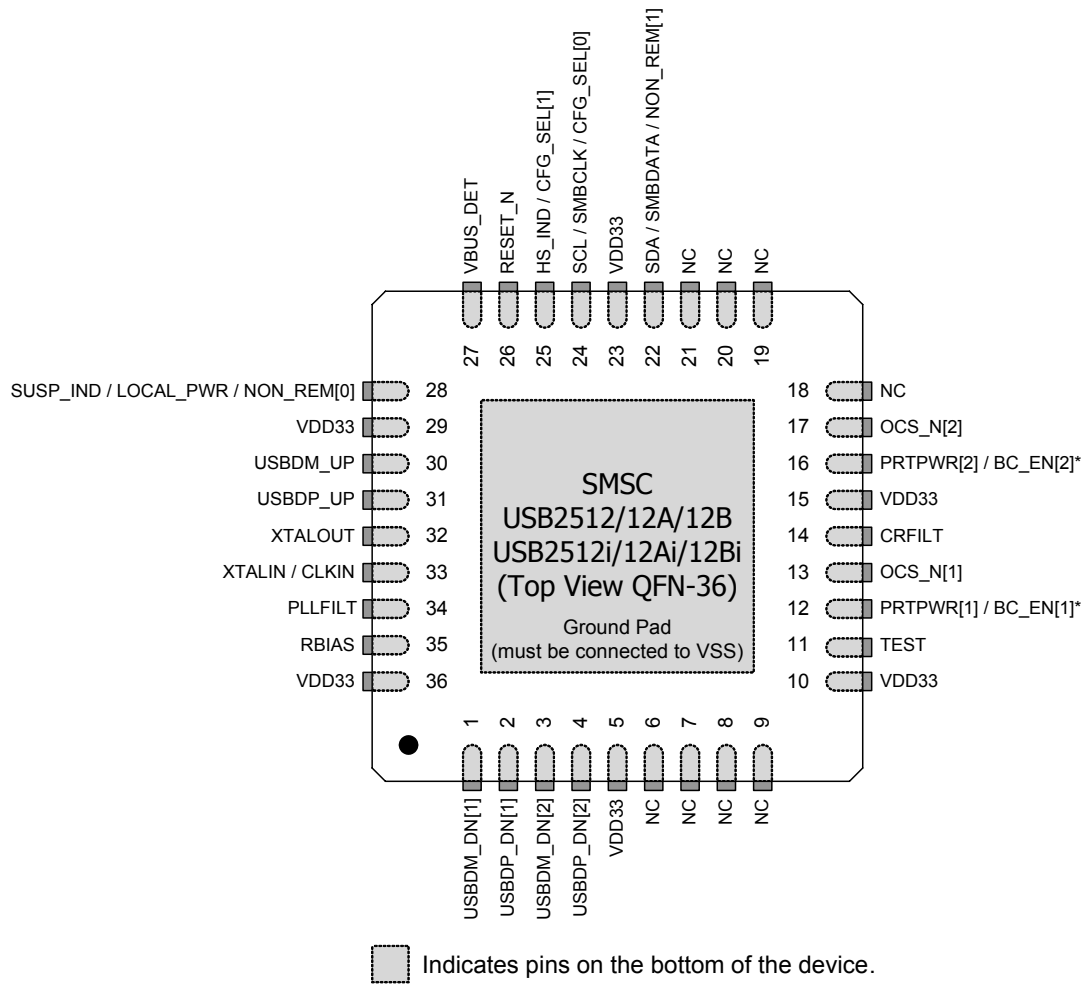 VBUS_DET
RESET_N
HS_IND / CFG_SEL[1]
SCL / SMBCLK / CFG_SEL[0]
VDD33
SDA / SMBDATA / NON_REM[1]
NC
NC
NC
27
26
25
24
23
22
21
20
19
SUSP_IND / LOCAL_PWR / NON_REM[0] 28
VDD33 29
USBDM_UP 30
USBDP_UP 31
XTALOUT 32
XTALIN / CLKIN 33
PLLFILT 34
RBIAS 35
VDD33 36
SMSC
USB2512/12A/12B
USB2512i/12Ai/12Bi
(Top View QFN-36)
Ground Pad
(must be connected to VSS)
18 NC
17 OCS_N[2]
16 PRTPWR[2] / BC_EN[2]*
15 VDD33
14 CRFILT
13 OCS_N[1]
12 PRTPWR[1] / BC_EN[1]*
11 TEST
10 VDD33
1
2
3
4
5
6
7
8
9
USBDM_DN[1]
USBDP_DN[1]
USBDM_DN[2]
USBDP_DN[2]
VDD33
NC
NC
NC
NC
Indicates pins on the bottom of the device.